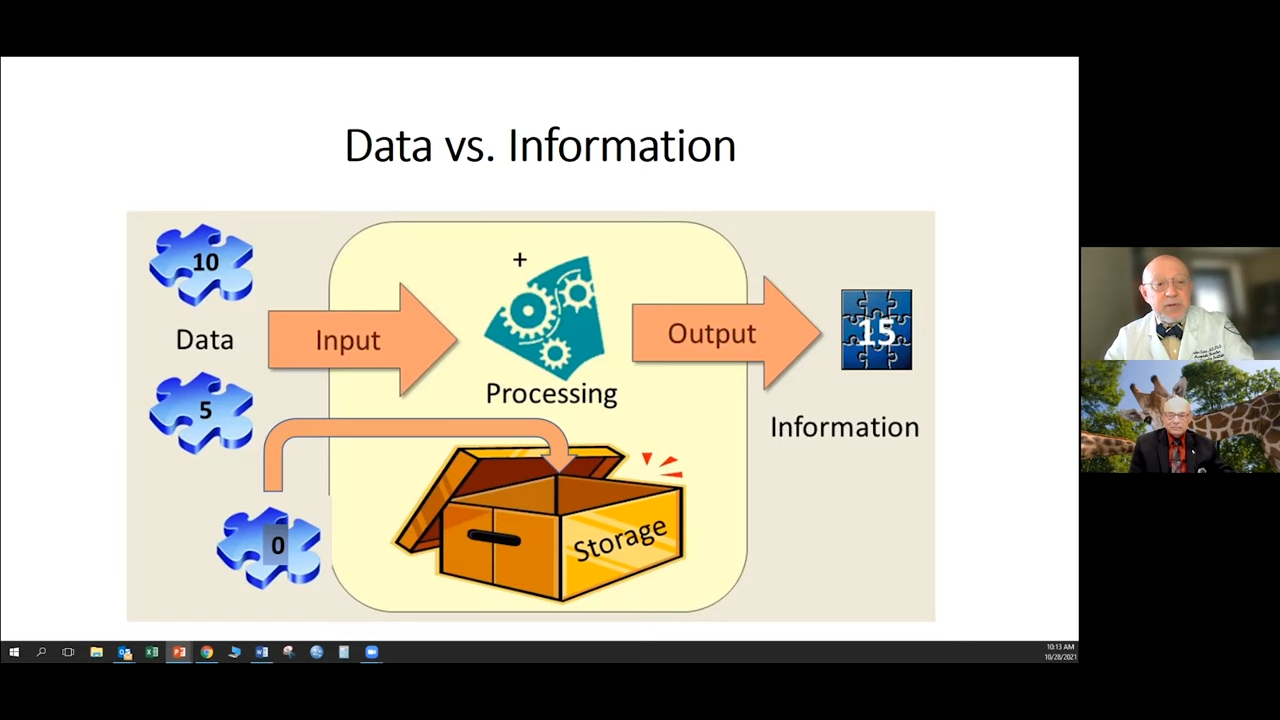 Data vs. Information
10
+
Data
Input
Output
15
5
Processing
Information
0
Storage
10:13 AM
10/28/2021